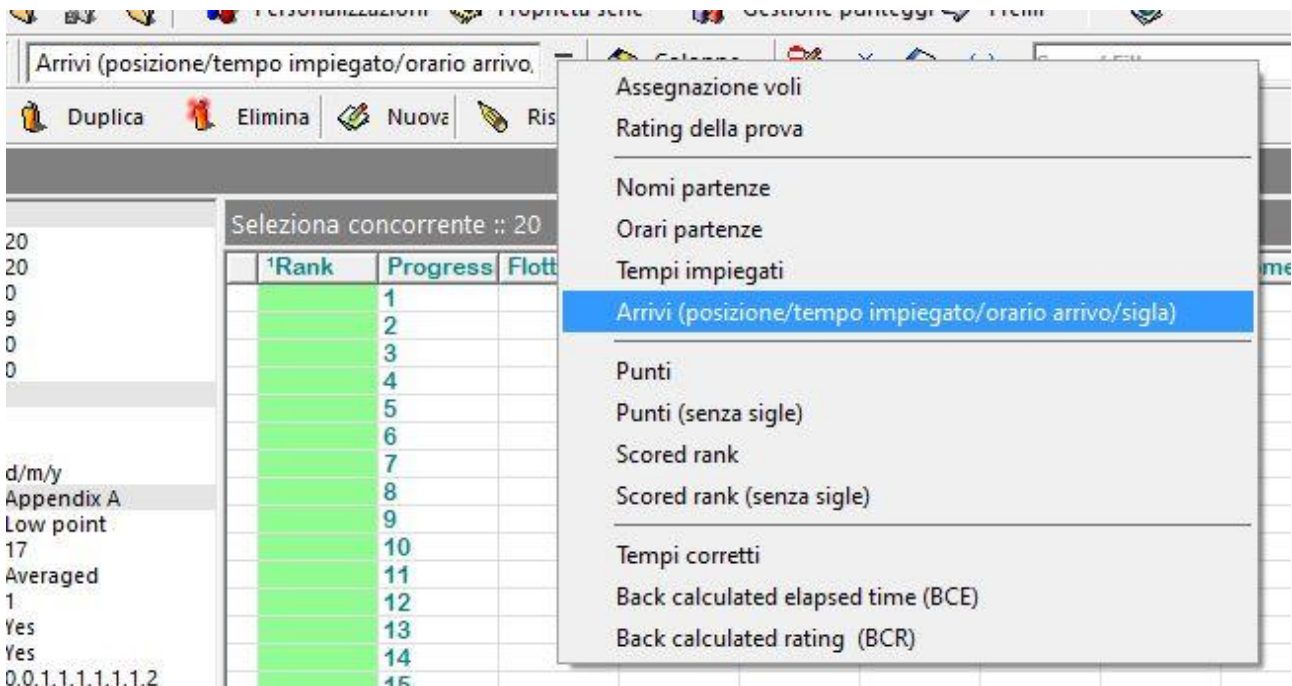 Personalizzazioni Proprietà serie Gestione punteggi Premi
Arrivi (posizione/tempo impiegato/orario arrivo,
Duplica Elimina Nuova Ris
Assegnazione voli
Rating della prova
Nomi partenze
Orari partenze
Tempi impiegati
Arrivi (posizione/tempo impiegato/orario arrivo/sigla)
Punti
Punti (senza sigle)
Scored rank
Scored rank (senza sigle)
Tempi corretti
Back calculated elapsed time (BCE)
Back calculated rating (BCR)
Seleziona concorrente :: 20
¹Rank Progress Flott
1
2
3
4
5
6
7
8
9
10
11
12
13
14
15
20
20
0
9
0
0
d/m/y
Appendix A
Low point
17
Averaged
1
Yes
Yes
0,0,1,1,1,1,1,1,2